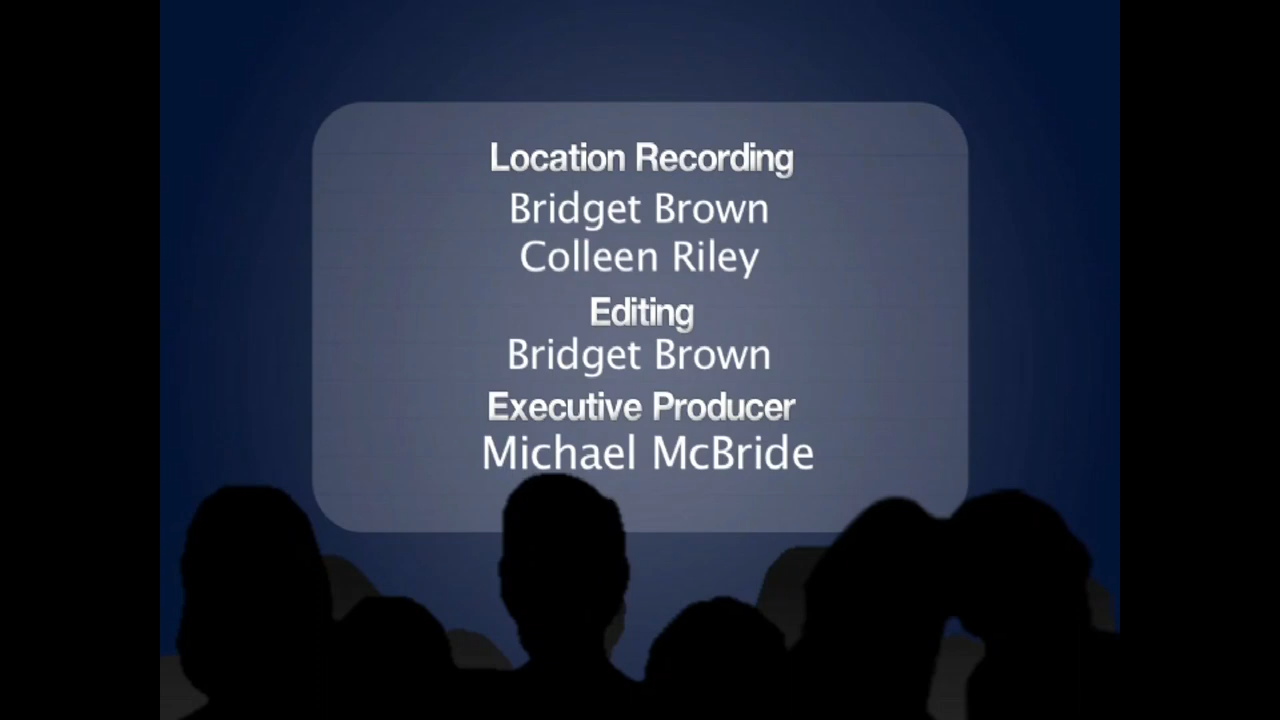 Location Recording
Bridget Brown
Colleen Riley
Editing
Bridget Brown
Executive Producer
Michael McBride